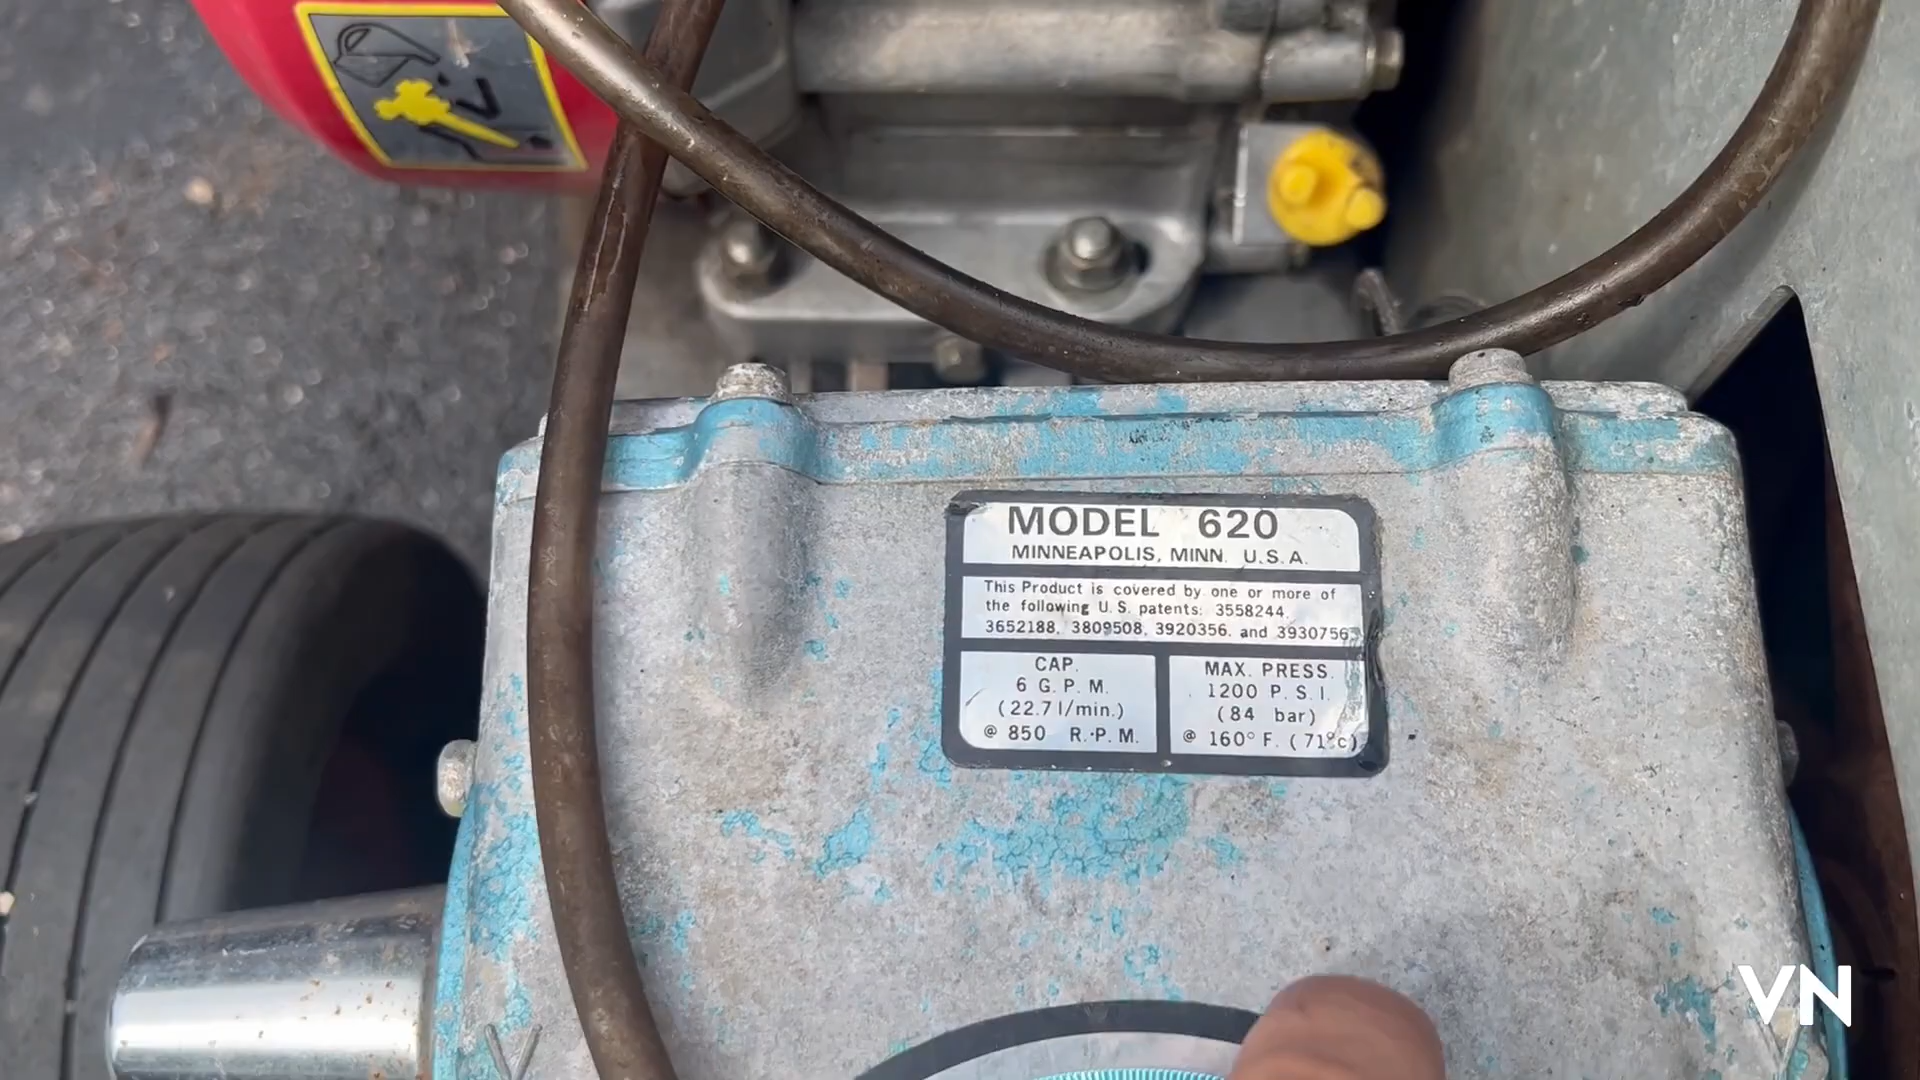 MODEL 620
MINNEAPOLIS, MINN. U.S.A.
This Product is covered by one or more of
the following U.S. patents: 3558244,
3652188, 3809508, 3920356, and 3930756
CAP.
6 G.P.M.
(22.7 l/min.)
@ 850 R.P.M.
MAX. PRESS.
1200 P.S.I.
(84 bar)
@ 160° F. (71°c)
VN